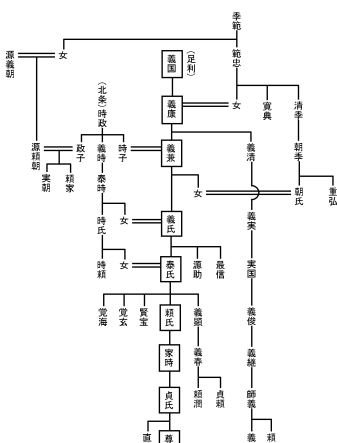 季範
源義朝
女
義国
(足利)
範忠
(北条)時政
義康
女
寛典
清季
源頼朝
政子
義時
時子
義兼
義清
朝季
実朝
頼家
泰時
女
朝氏
重弘
時氏
女
義氏
義実
時頼
女
泰氏
源助
最信
実国
覚海
覚玄
賢宝
頼氏
義顕
義俊
家時
義春
義継
貞氏
頼潤
貞頼
師義
直
尊
義
頼